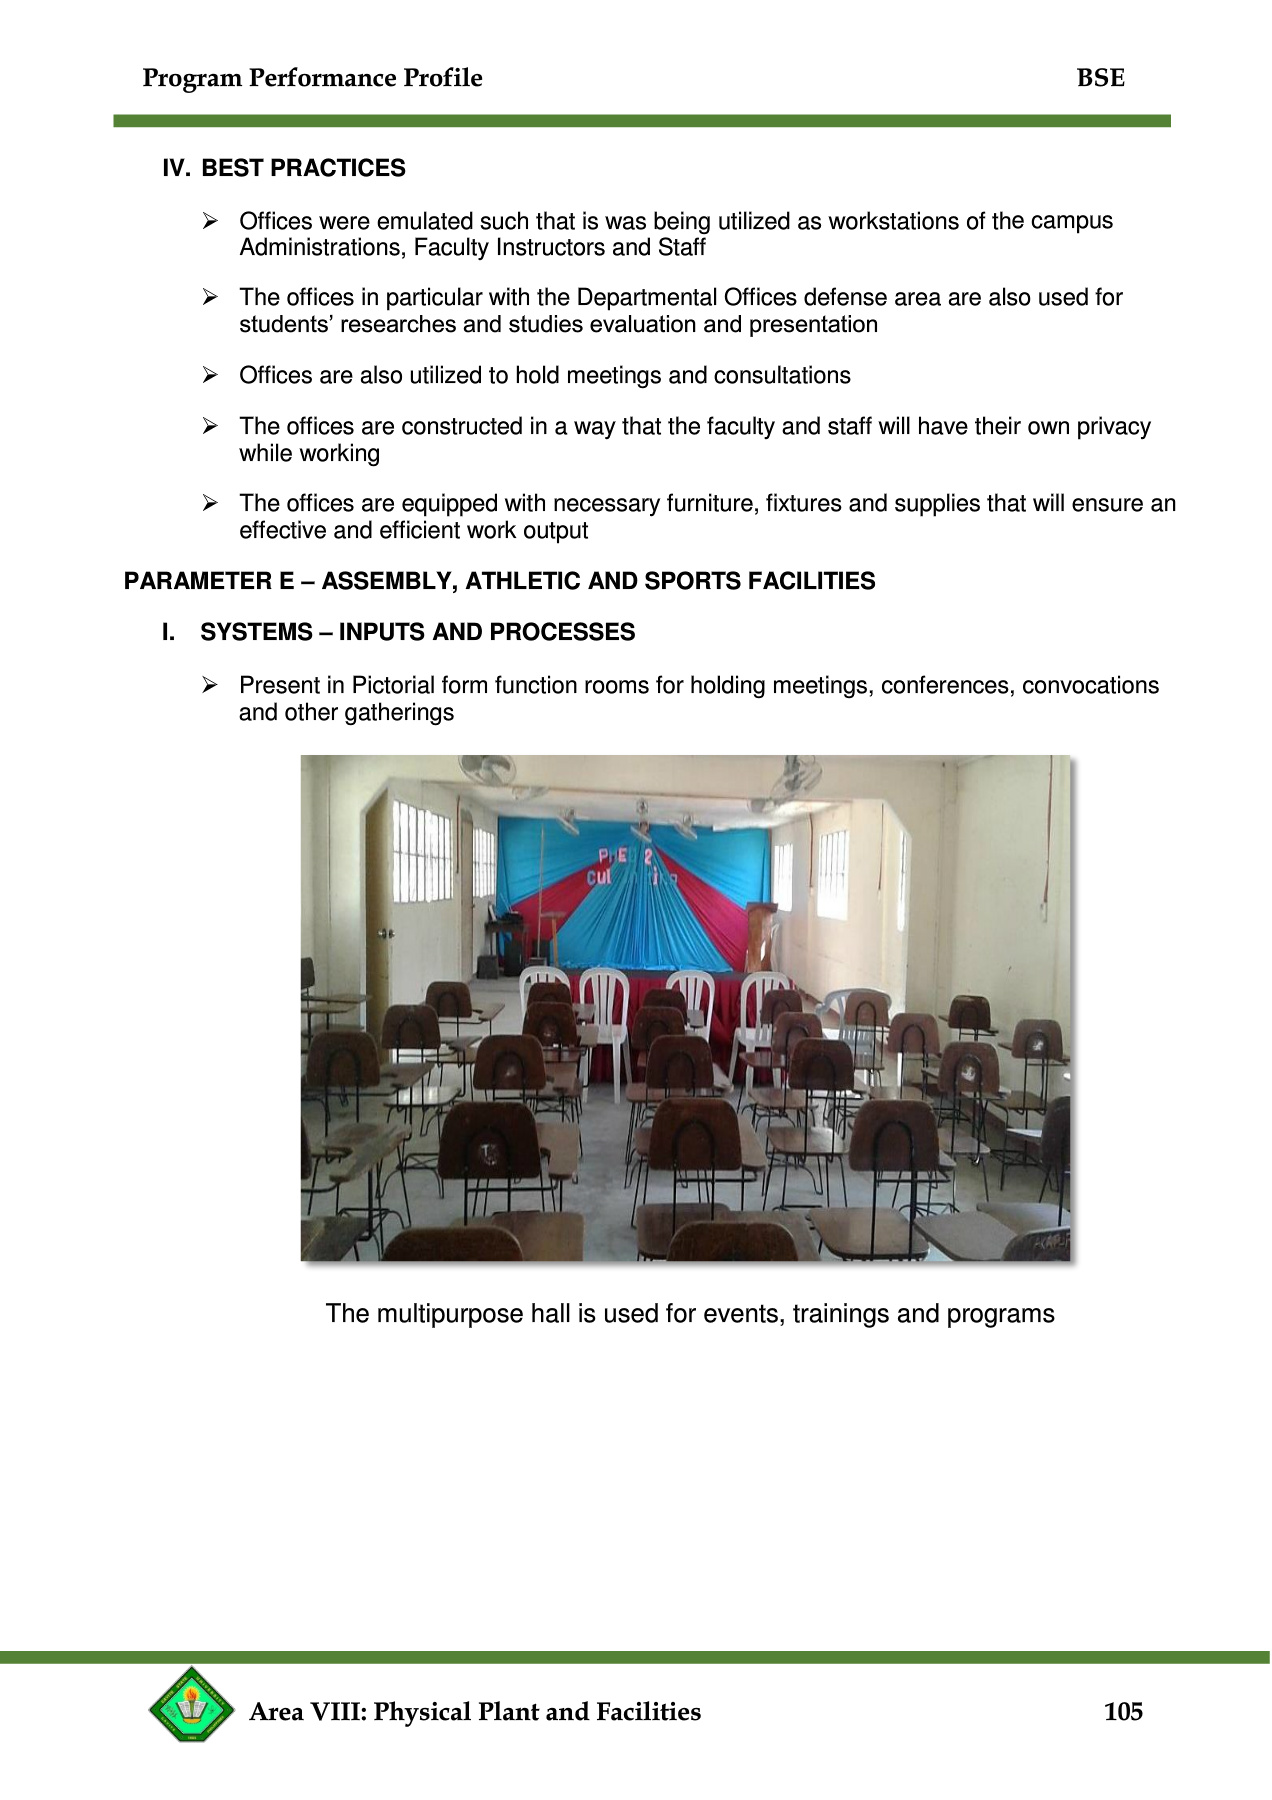 Program Performance Profile BSE
IV. BEST PRACTICES
➢ Offices were emulated such that is was being utilized as workstations of the campus
Administrations, Faculty Instructors and Staff
➢ The offices in particular with the Departmental Offices defense area are also used for
students’ researches and studies evaluation and presentation
➢ Offices are also utilized to hold meetings and consultations
➢ The offices are constructed in a way that the faculty and staff will have their own privacy
while working
➢ The offices are equipped with necessary furniture, fixtures and supplies that will ensure an
effective and efficient work output
PARAMETER E – ASSEMBLY, ATHLETIC AND SPORTS FACILITIES
I. SYSTEMS – INPUTS AND PROCESSES
➢ Present in Pictorial form function rooms for holding meetings, conferences, convocations
and other gatherings
The multipurpose hall is used for events, trainings and programs
Area VIII: Physical Plant and Facilities 105